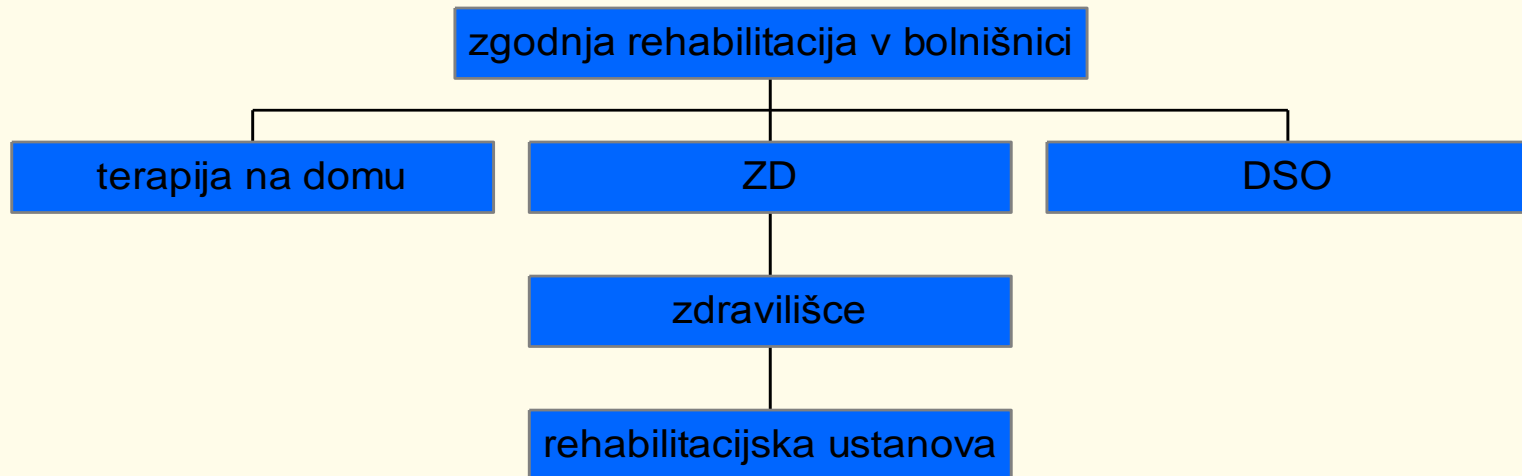 zgodnja rehabilitacija v bolnišnici
terapija na domu
ZD
DSO
zdravilišce
rehabilitacijska ustanova